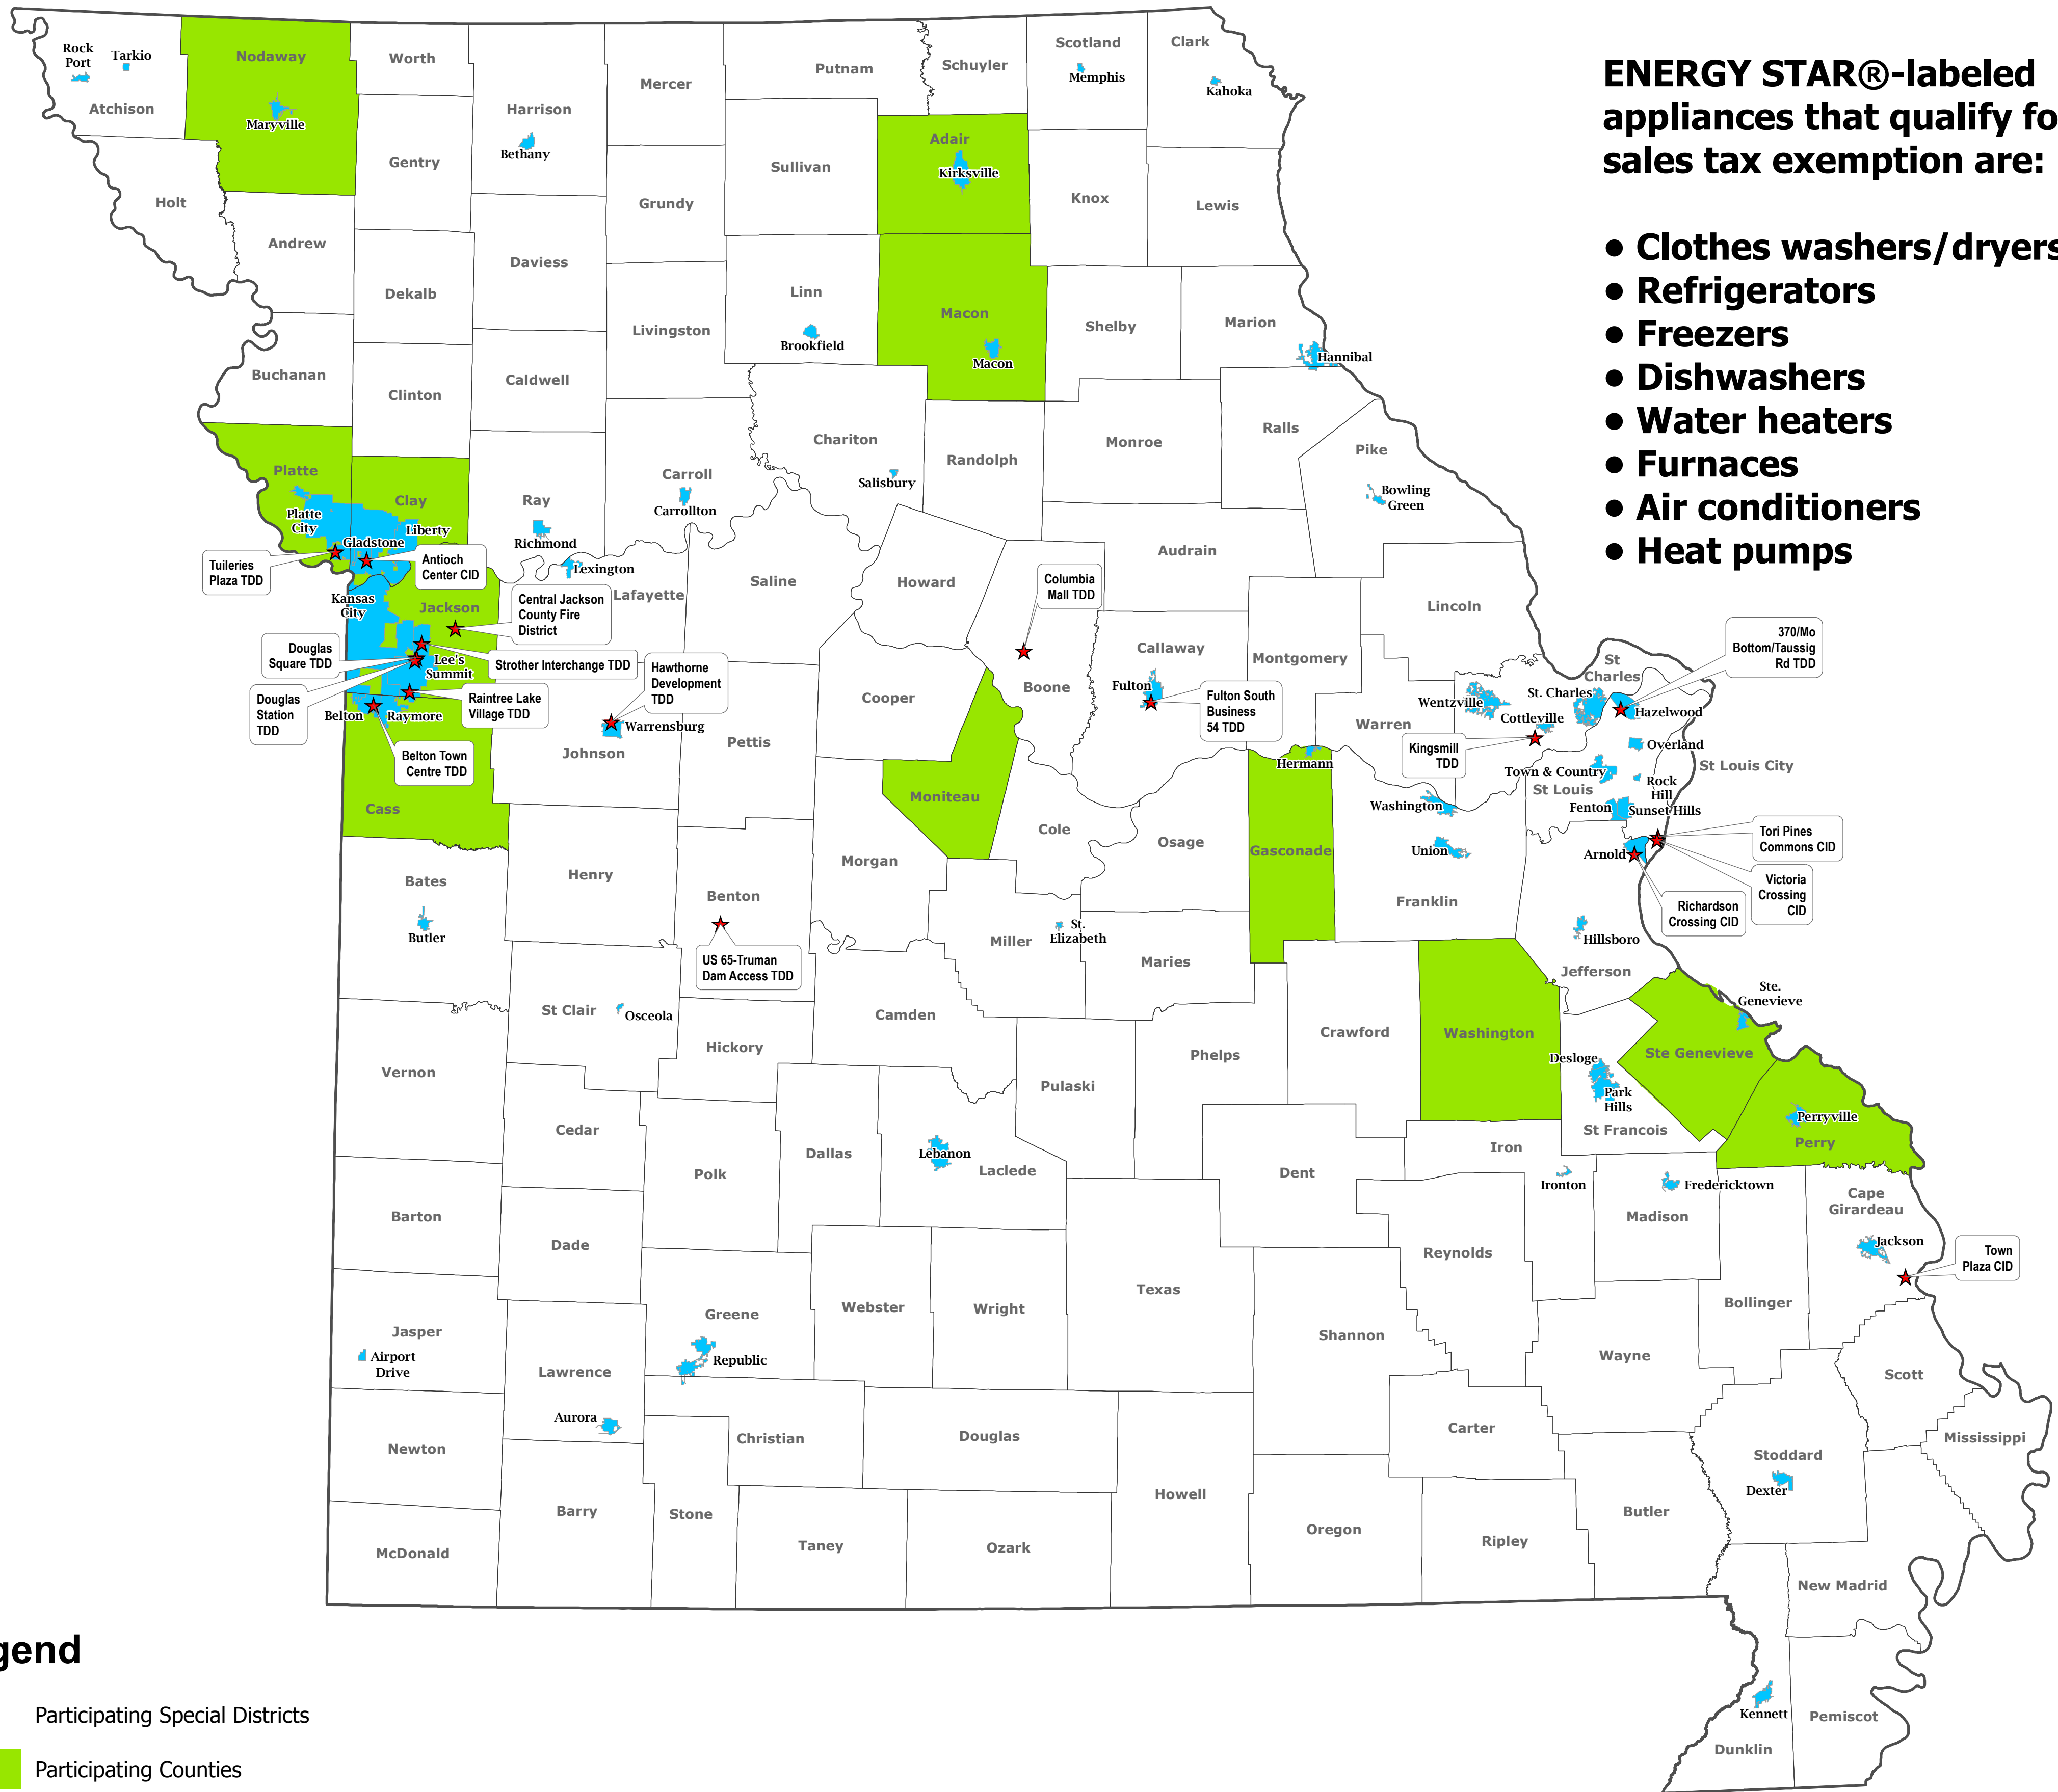 ENERGY STAR®-labeled
appliances that qualify fo
sales tax exemption are:
• Clothes washers/dryers
• Refrigerators
• Freezers
• Dishwashers
• Water heaters
• Furnaces
• Air conditioners
• Heat pumps
Rock
Port
Tarkio
Atchison
Nodaway
Maryville
Worth
Harrison
Bethany
Mercer
Putnam
Schuyler
Scotland
Memphis
Clark
Kahoka
Holt
Andrew
Gentry
Dekalb
Daviess
Grundy
Sullivan
Adair
Kirksville
Knox
Lewis
Buchanan
Clinton
Caldwell
Livingston
Linn
Brookfield
Macon
Macon
Shelby
Marion
Hannibal
Platte
Platte
City
Clay
Liberty
Gladstone
Ray
Richmond
Carroll
Carrollton
Chariton
Salisbury
Randolph
Monroe
Ralls
Pike
Bowling
Green
Tuileries
Plaza TDD
Antioch
Center CID
Kansas
City
Jackson
Central Jackson
County Fire
District
Lexington
Lafayette
Saline
Howard
Columbia
Mall TDD
Boone
Audrain
Callaway
Fulton
Fulton South
Business
54 TDD
Montgomery
Lincoln
Warren
Douglas
Square TDD
Lee's
Summit
Strother Interchange TDD
Douglas
Station
TDD
Raintree Lake
Village TDD
Belton
Raymore
Belton Town
Centre TDD
Hawthorne
Development
TDD
Warrensburg
Johnson
Pettis
Cooper
Moniteau
Cole
Osage
Gasconade
Hermann
Wentzville
St
Charles
St. Charles
Cottleville
Kingsmill
TDD
370/Mo
Bottom/Taussig
Rd TDD
Hazelwood
Overland
St Louis City
Town & Country
St Louis
Rock
Hill
Fenton
Sunset Hills
Washington
Union
Franklin
Arnold
Tori Pines
Commons CID
Victoria
Crossing
CID
Richardson
Crossing CID
Hillsboro
Jefferson
Cass
Bates
Butler
Henry
Benton
US 65-Truman
Dam Access TDD
Morgan
Miller
St.
Elizabeth
Maries
St Clair
Osceola
Hickory
Camden
Vernon
Cedar
Polk
Dallas
Lebanon
Laclede
Pulaski
Phelps
Crawford
Washington
Dent
Desloge
Park
Hills
St Francois
Ste.
Genevieve
Ste Genevieve
Perryville
Perry
Iron
Ironton
Fredericktown
Madison
Cape
Girardeau
Jackson
Town
Plaza CID
Barton
Dade
Jasper
Airport
Drive
Lawrence
Aurora
Greene
Republic
Webster
Wright
Texas
Shannon
Reynolds
Bollinger
Wayne
Scott
Mississippi
Newton
McDonald
Barry
Stone
Christian
Taney
Douglas
Ozark
Howell
Oregon
Carter
Ripley
Butler
Stoddard
Dexter
New Madrid
Kennett
Dunklin
Pemiscot
gend
Participating Special Districts
Participating Counties